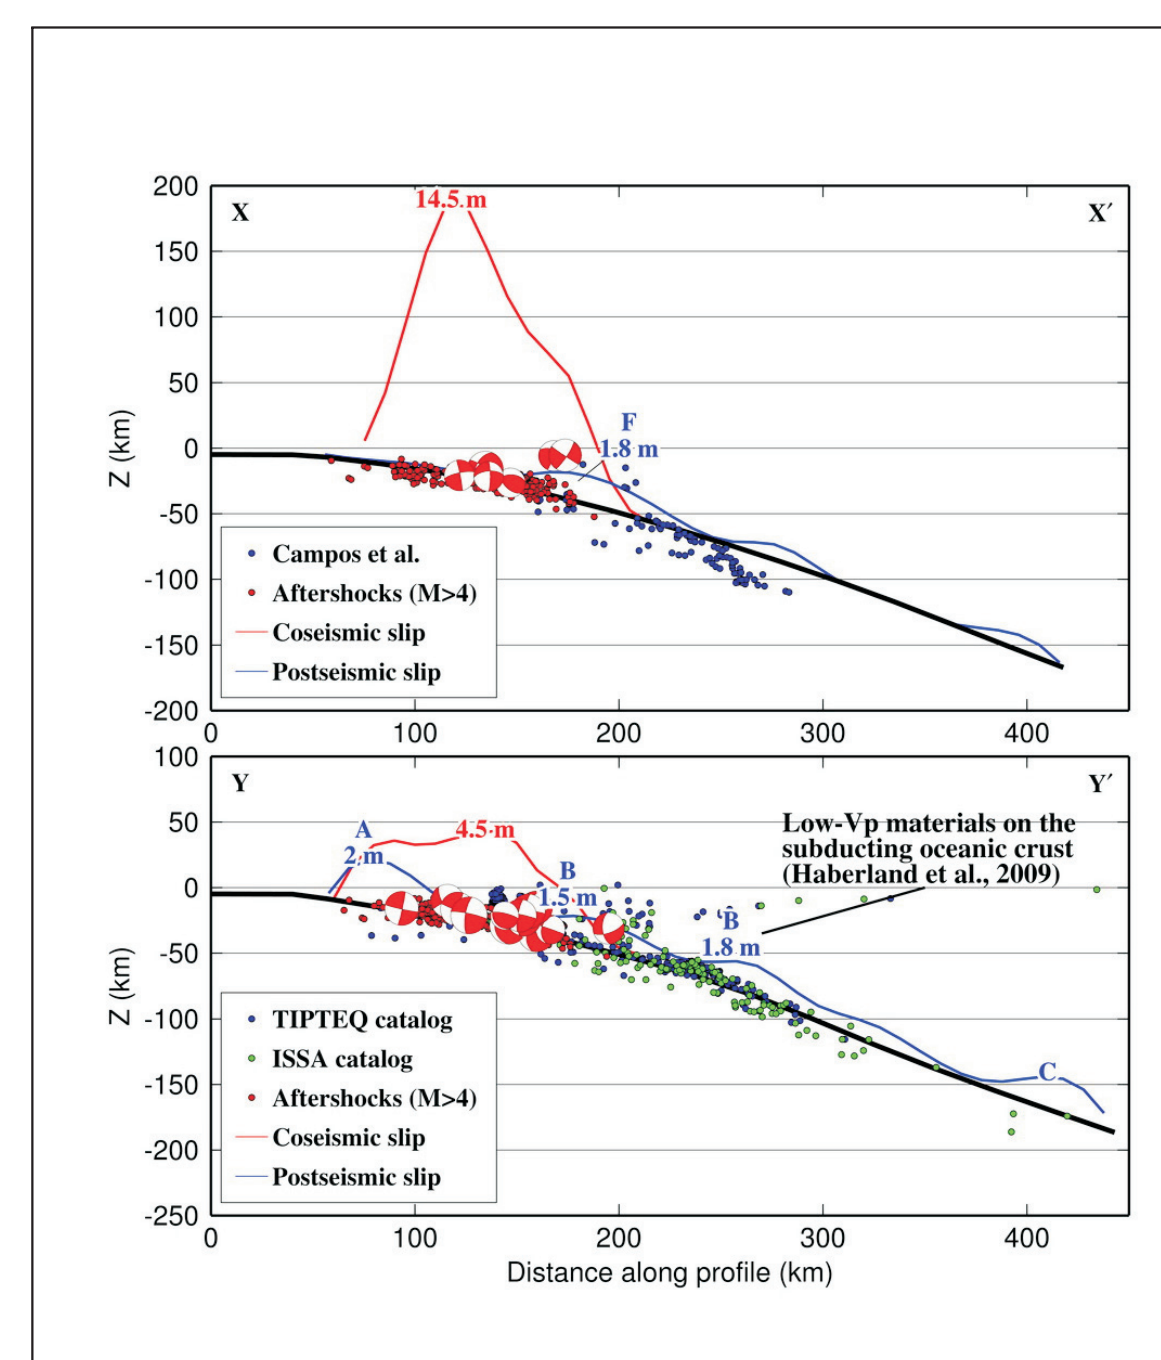 200
X
14.5 m
X′
150
100
50
0
F
1.8 m
-50
-100
-150
-200
Z (km)
Campos et al.
Aftershocks (M>4)
Coseismic slip
Postseismic slip
0
100
200
300
400
100
Y
Y′
50
A
2 m
4.5 m
B
1.5 m
Low-Vp materials on the
subducting oceanic crust
(Haberland et al., 2009)
0
B
1.8 m
-50
-100
-150
C
-200
-250
Z (km)
TIPTEQ catalog
ISSA catalog
Aftershocks (M>4)
Coseismic slip
Postseismic slip
0
100
200
300
400
Distance along profile (km)